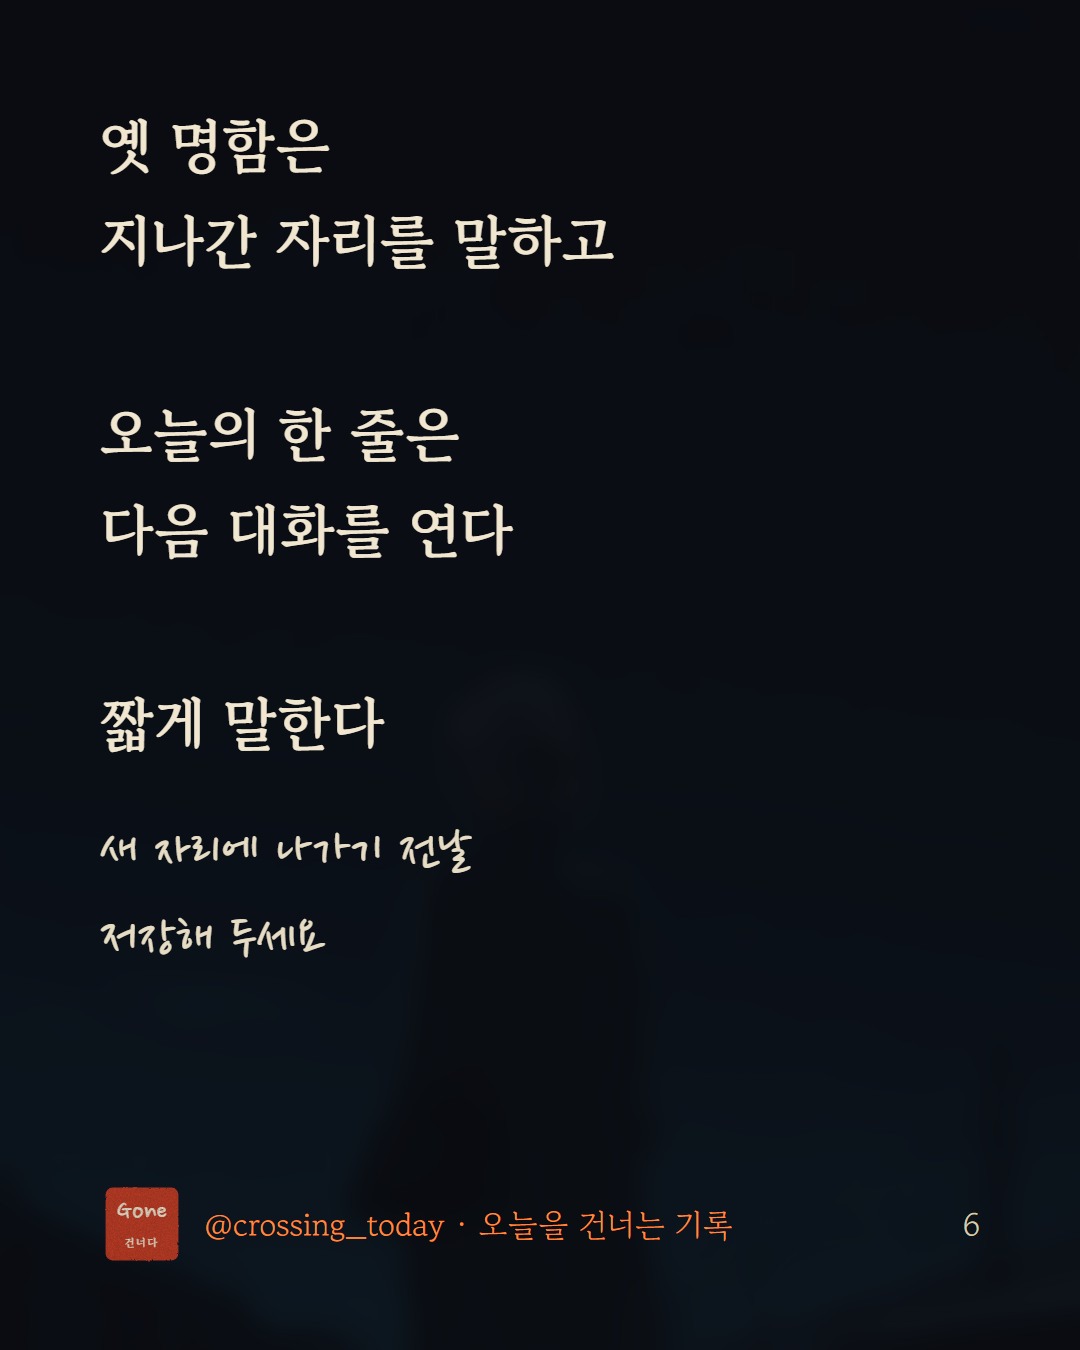 옛 명함은
지나간 자리를 말하고
오늘의 한 줄은
다음 대화를 연다
짧게 말한다
새 자리에 나가기 전날
저장해 두세요
Gone
건너다
@crossing_today · 오늘을 건너는 기록
6